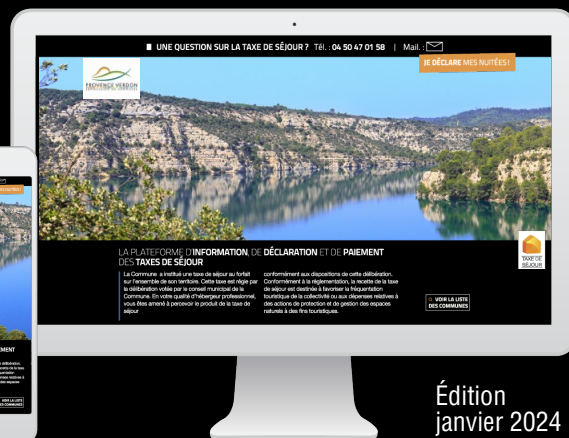 UNE QUESTION SUR LA TAXE DE SÉJOUR ? Tél. : 04 50 47 01 58 | Mail. :
JE DÉCLARE MES NUITÉES !
PROVENCE VERDON
TAXE DE
SÉJOUR
LA PLATEFORME D'INFORMATION, DE DÉCLARATION ET DE PAIEMENT
DES TAXES DE SÉJOUR
La Commune a institué une taxe de séjour au forfait
sur l'ensemble de son territoire. Cette taxe est régie par
la délibération votée par le conseil municipal de la
Commune. En votre qualité d'hébergeur professionnel,
vous êtes amené à percevoir le produit de la taxe de
séjour
conformément aux dispositions de cette délibération.
Conformément à la réglementation, la recette de la taxe
de séjour est destinée à favoriser la fréquentation
touristique de la collectivité ou aux dépenses relatives à
des actions de protection et de gestion des espaces
naturels à des fins touristiques.
VOIR LA LISTE
DES COMMUNES
Édition
janvier 2024